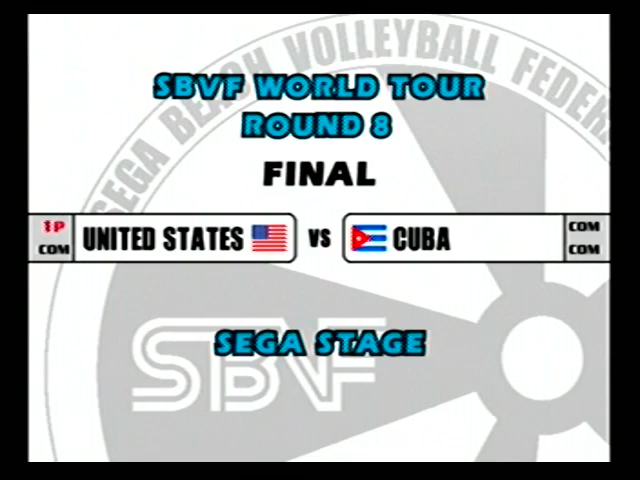 SEGA BEACH VOLLEYBALL FEDER
SBVF WORLD TOUR
ROUND 8
FINAL
1P
COM
UNITED STATES
VS
CUBA
COM
COM
SEGA STAGE
SBVF